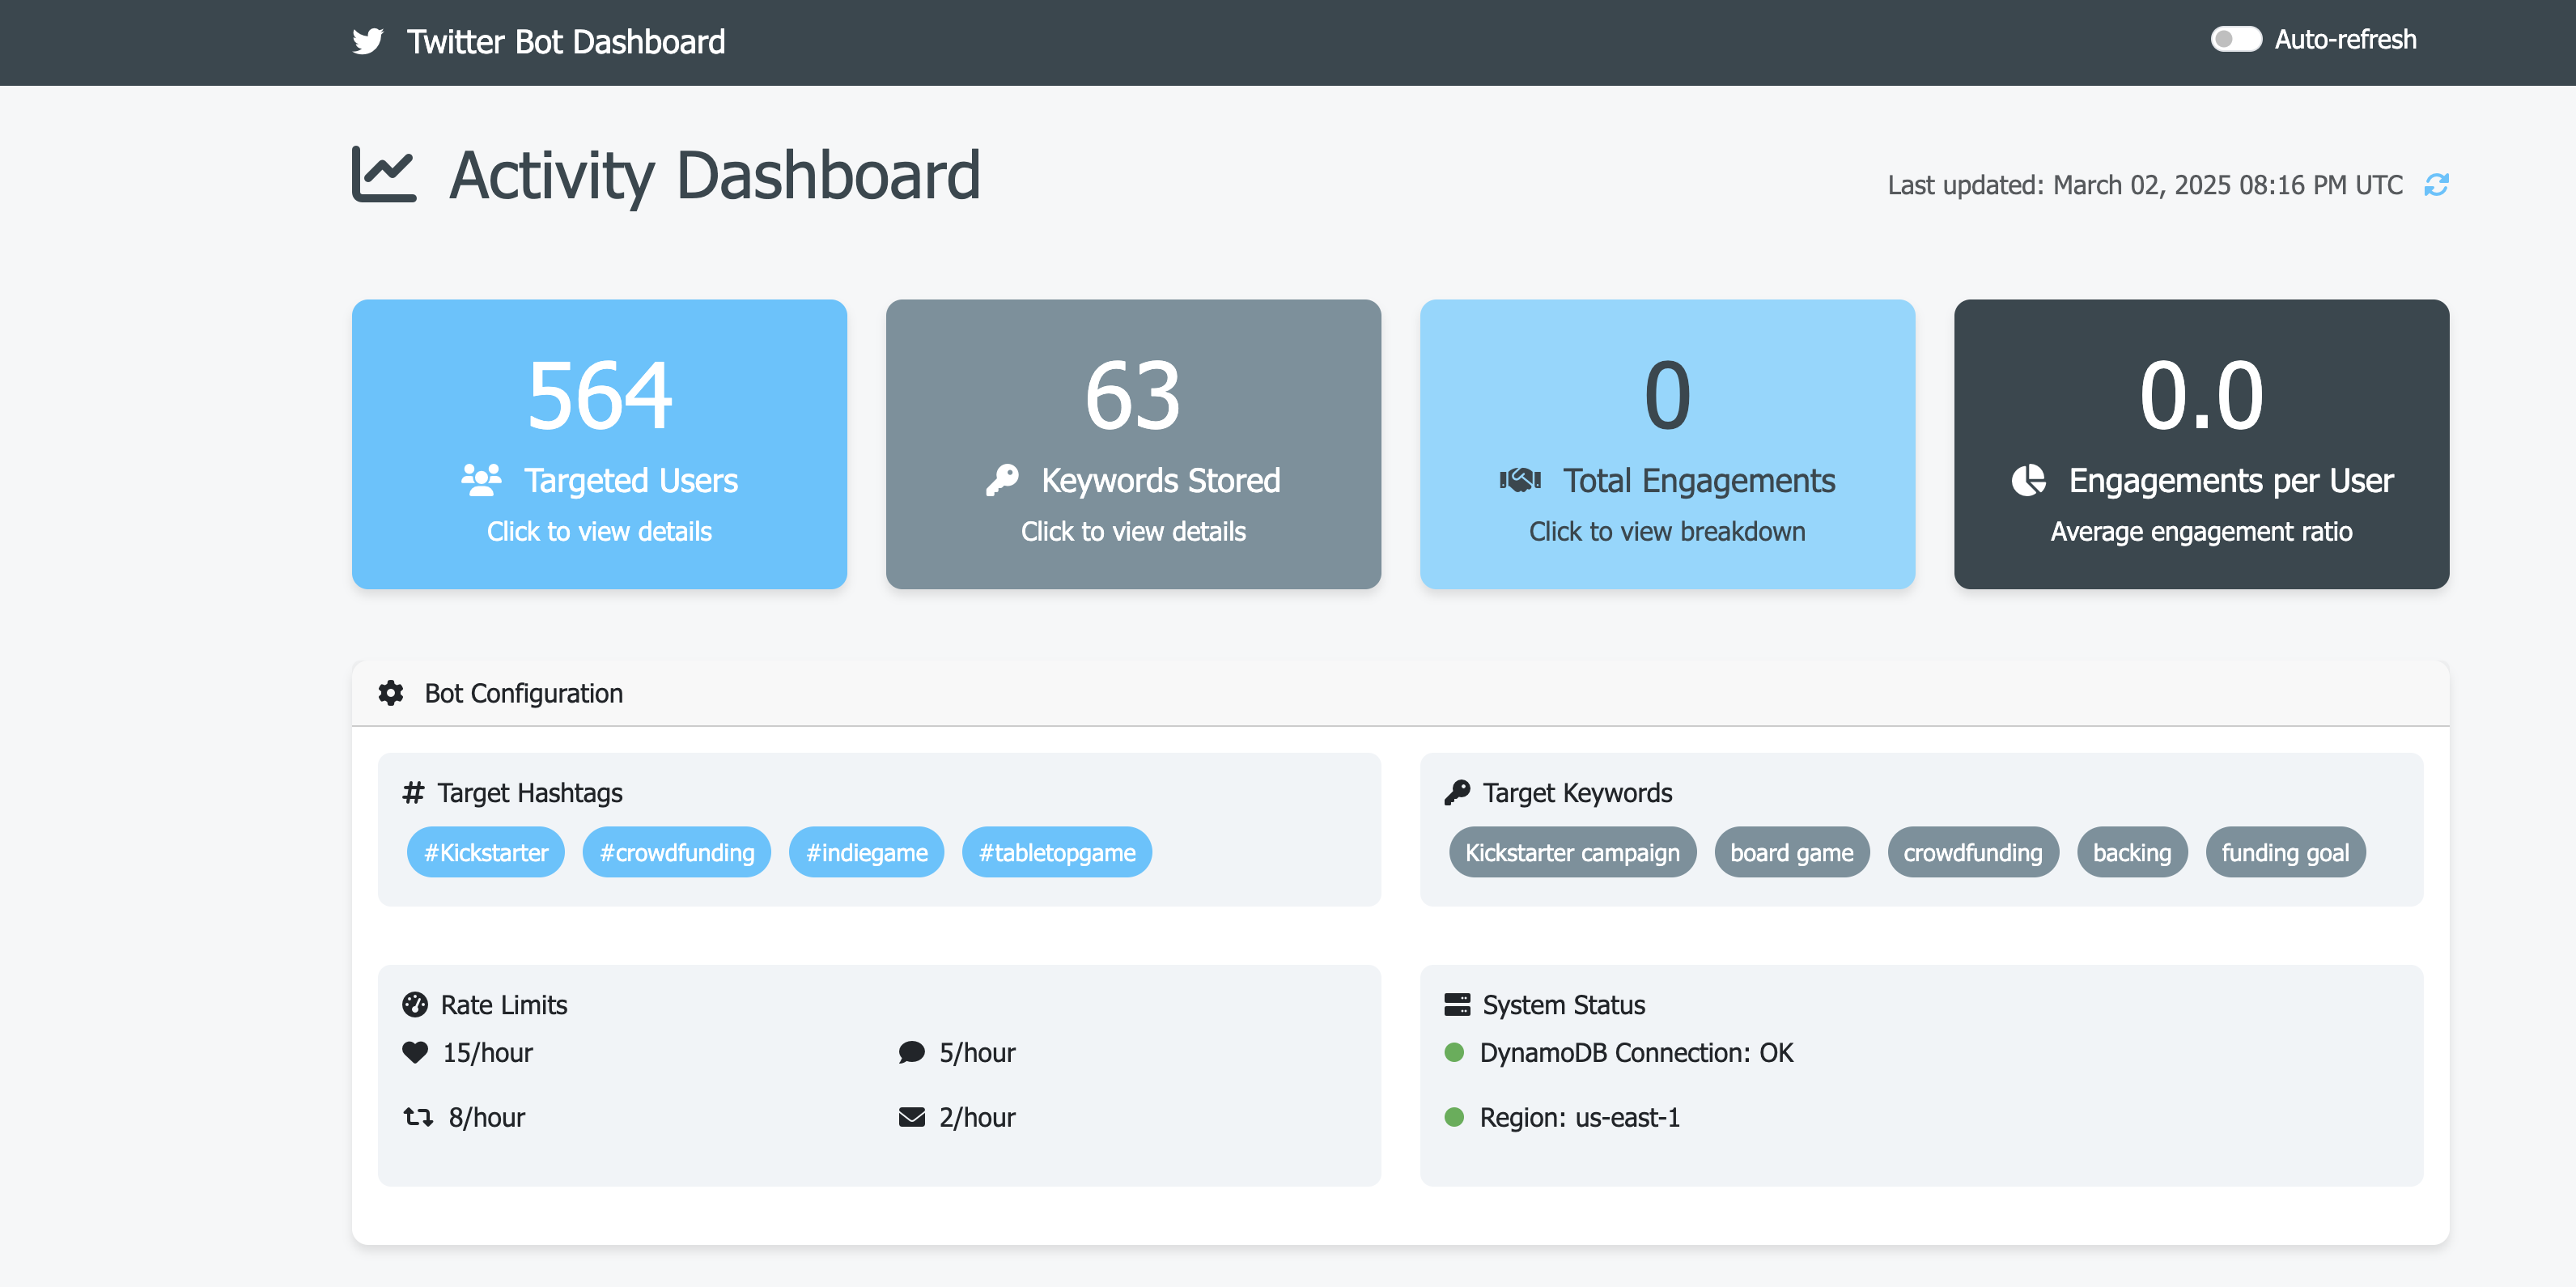 Twitter Bot Dashboard
Auto-refresh
Activity Dashboard
Last updated: March 02, 2025 08:16 PM UTC
564
Targeted Users
Click to view details
63
Keywords Stored
Click to view details
0
Total Engagements
Click to view breakdown
0.0
Engagements per User
Average engagement ratio
Bot Configuration
# Target Hashtags
#Kickstarter #crowdfunding #indiegame #tabletopgame
Target Keywords
Kickstarter campaign board game crowdfunding backing funding goal
Rate Limits
15/hour 5/hour
8/hour 2/hour
System Status
DynamoDB Connection: OK
Region: us-east-1